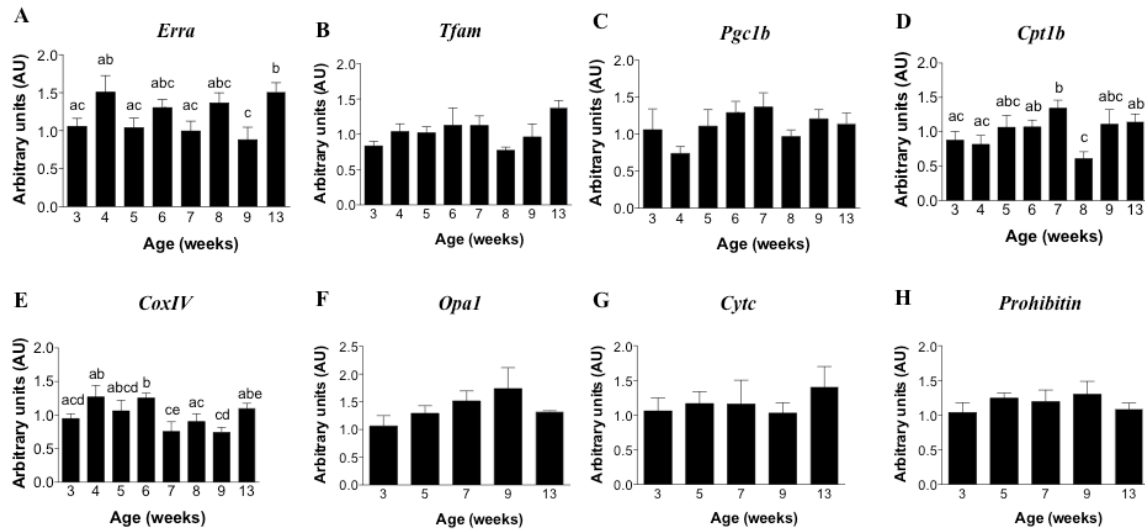 A
Erra
Arbitrary units (AU)
2.0
1.5
1.0
0.5
0.0
ac
ab
ac
abc
ac
abc
c
b
3 4 5 6 7 8 9 13
Age (weeks)
B
Tfam
Arbitrary units (AU)
2.0
1.5
1.0
0.5
0.0
3 4 5 6 7 8 9 13
Age (weeks)
C
Pgc1b
Arbitrary units (AU)
2.0
1.5
1.0
0.5
0.0
3 4 5 6 7 8 9 13
Age (weeks)
D
Cpt1b
Arbitrary units (AU)
2.0
1.5
1.0
0.5
0.0
ac
ac
abc
ab
b
c
abc
ab
3 4 5 6 7 8 9 13
Age (weeks)
E
CoxIV
Arbitrary units (AU)
2.0
1.5
1.0
0.5
0.0
acd
ab
abcd
b
ce
ac
cd
abe
3 4 5 6 7 8 9 13
Age (weeks)
F
Opa1
Arbitrary units (AU)
2.5
2.0
1.5
1.0
0.5
0.0
3 5 7 9 13
Age (weeks)
G
Cytc
Arbitrary units (AU)
2.0
1.5
1.0
0.5
0.0
3 5 7 9 13
Age (weeks)
H
Prohibitin
Arbitrary units (AU)
2.0
1.5
1.0
0.5
0.0
3 5 7 9 13
Age (weeks)